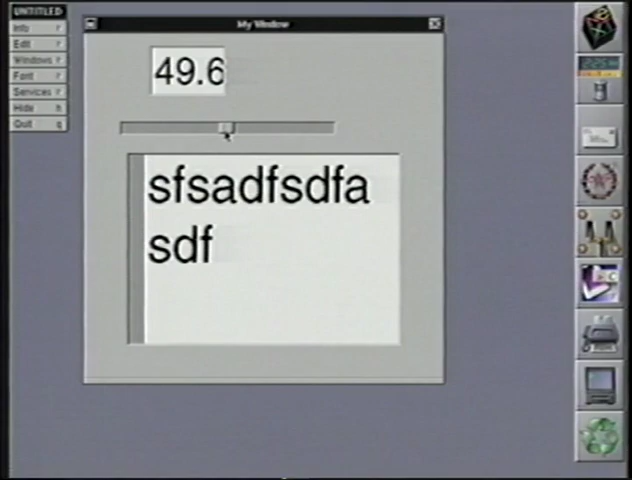 UNTITLED
Info
Edit
Windows
Font
Services
Hide h
Quit q
My Window
49.6
sfsadfsdfa
sdf